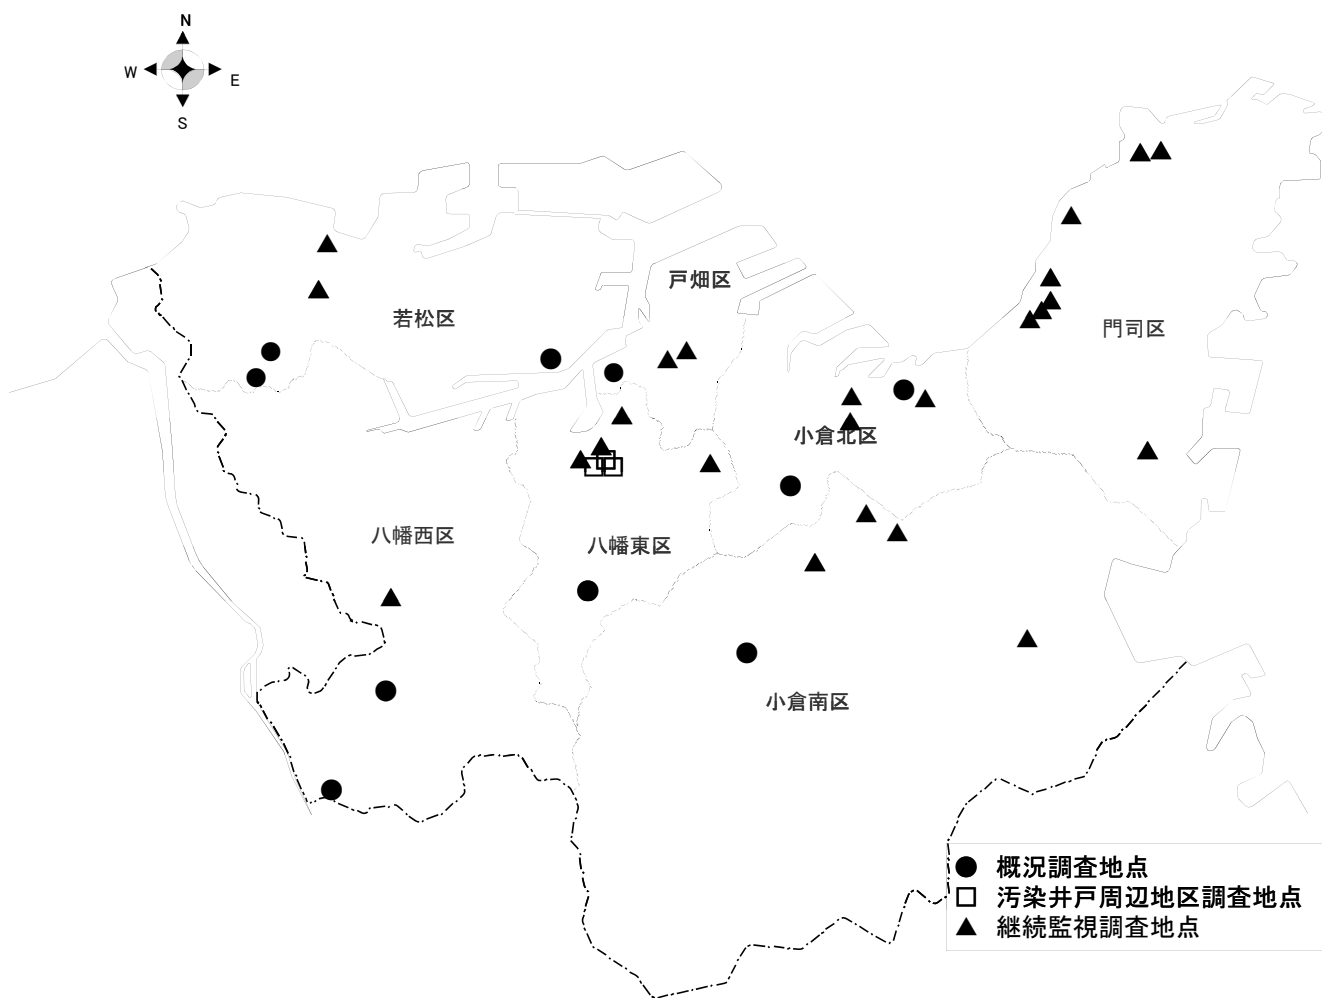 N
W
E
S
戸畑区
若松区
門司区
小倉北区
八幡西区
八幡東区
小倉南区
概況調査地点
汚染井戸周辺地区調査地点
継続監視調査地点